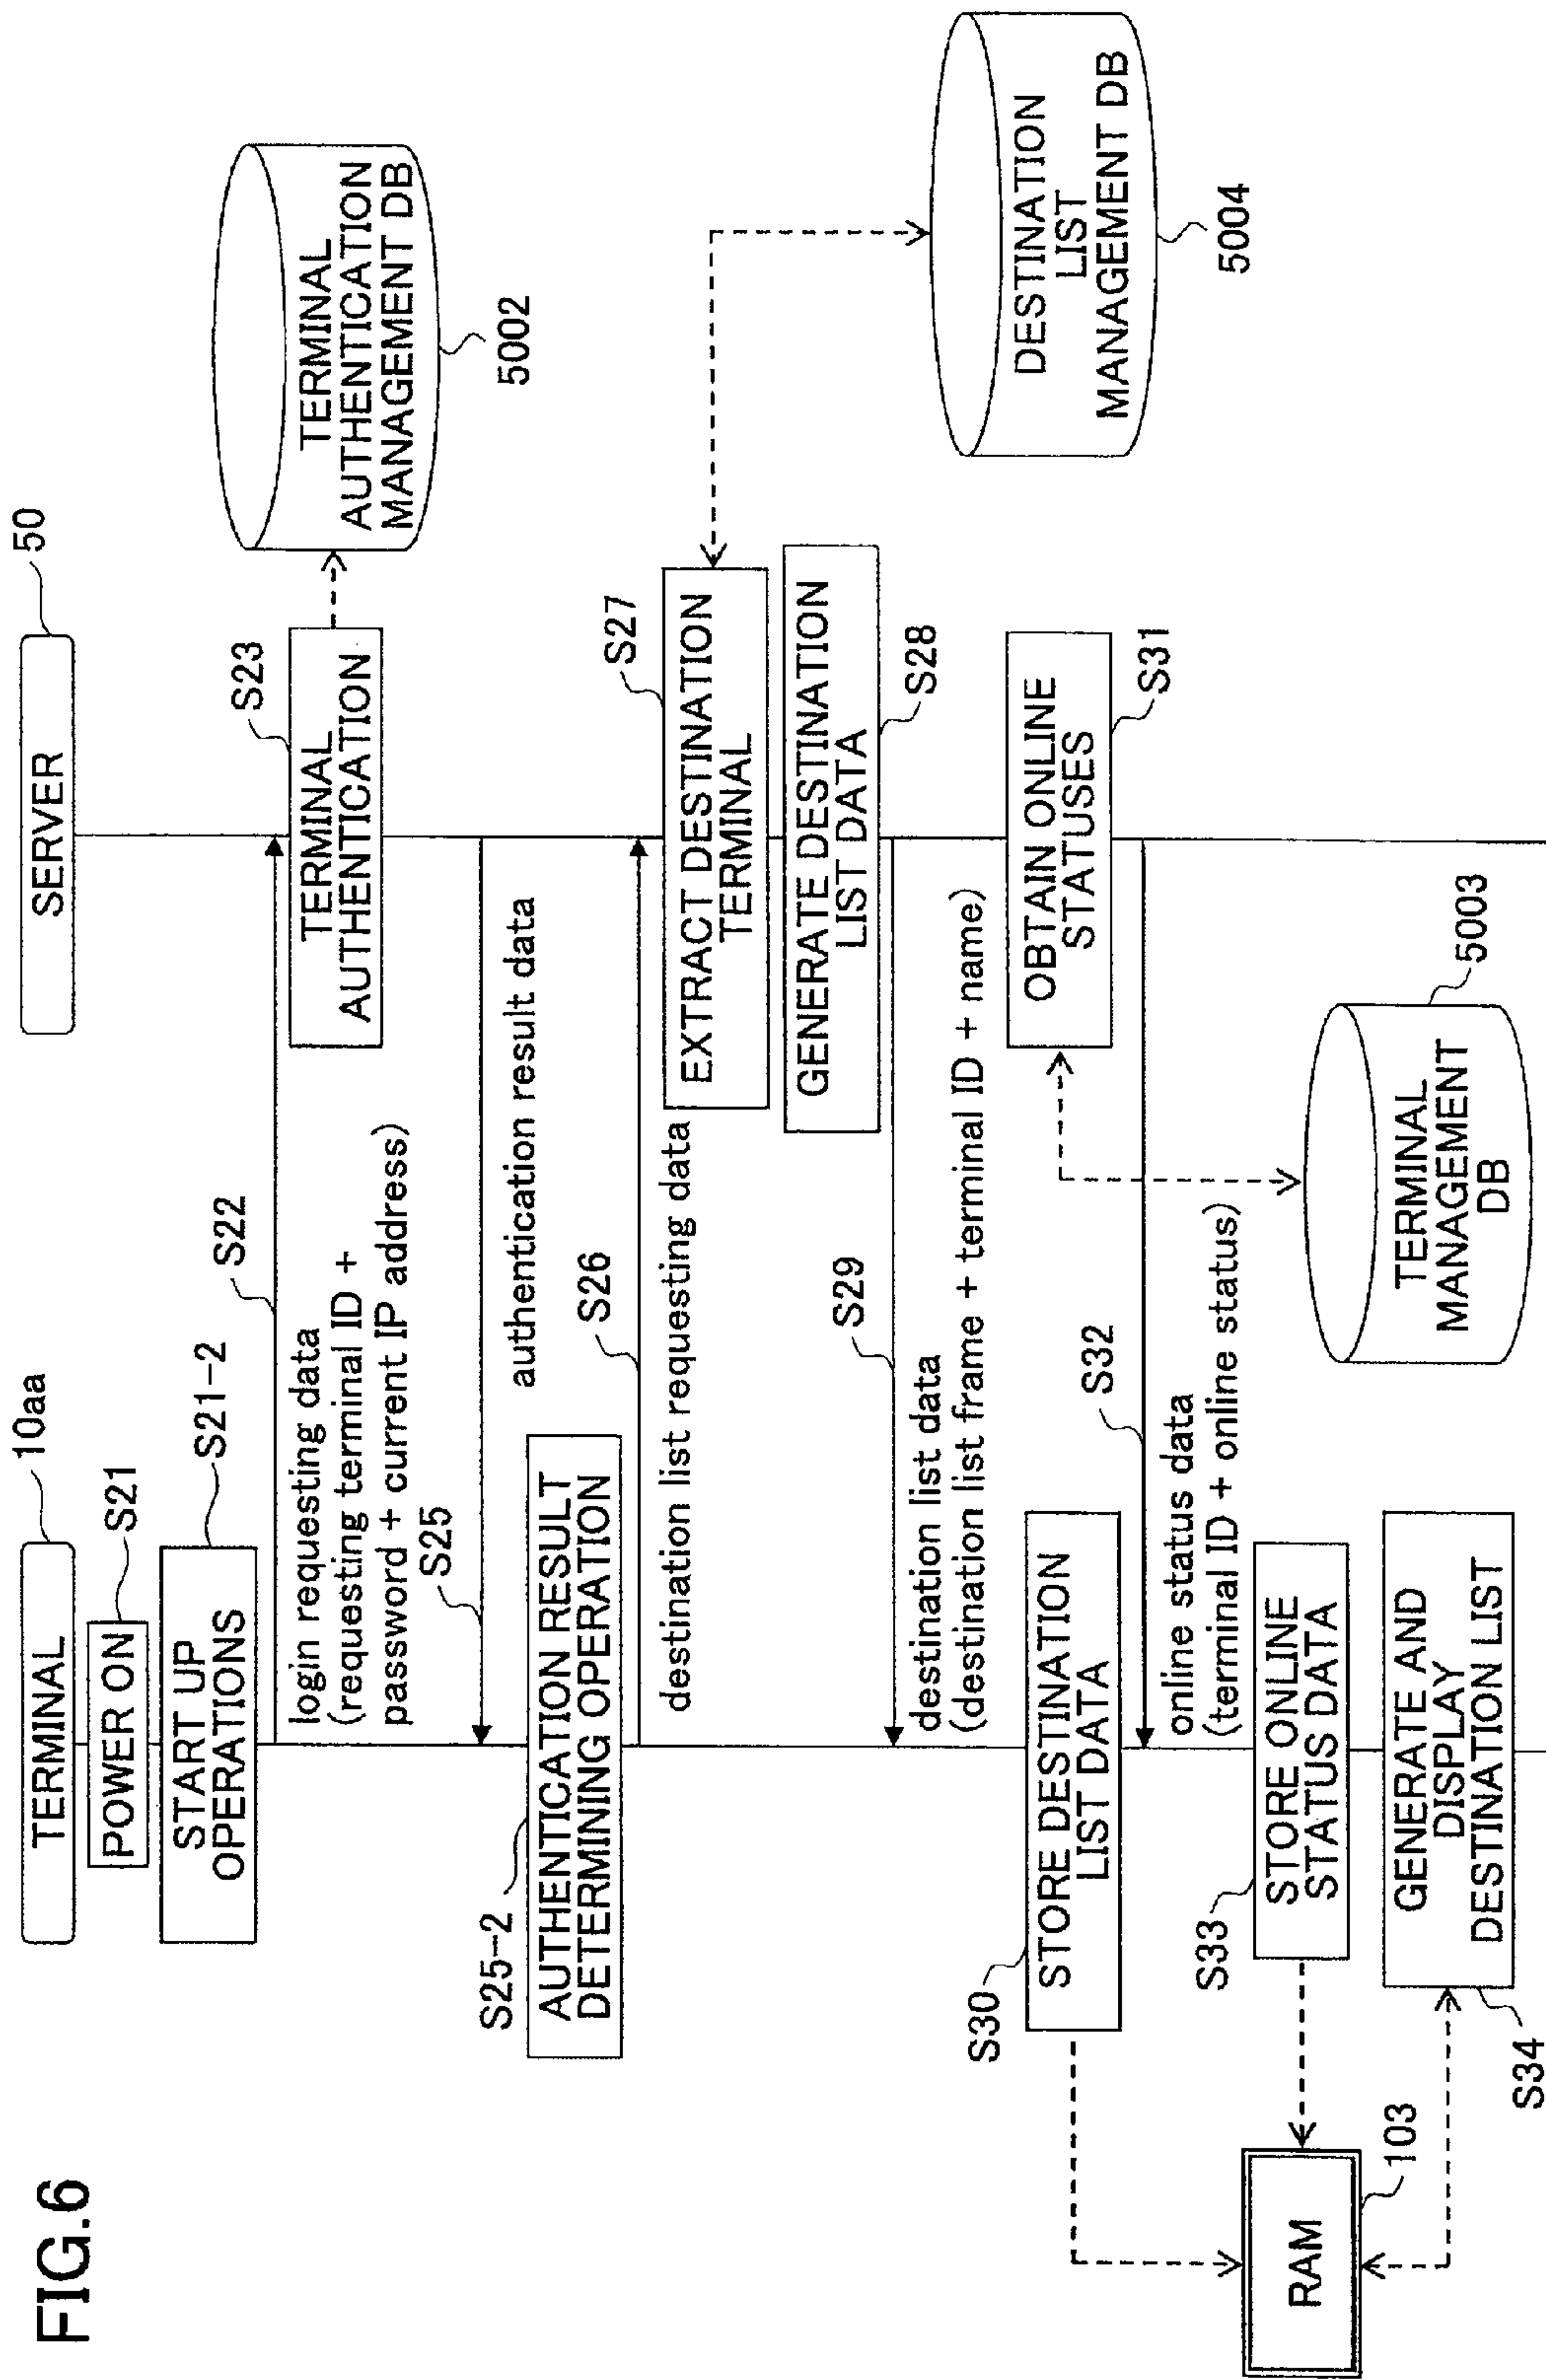 FIG.6
TERMINAL
10aa
SERVER
50
POWER ON
S21
START UP
OPERATIONS
S21-2
S22
login requesting data
(requesting terminal ID +
password + current IP address)
S23
TERMINAL
AUTHENTICATION
TERMINAL
AUTHENTICATION
MANAGEMENT DB
5002
S25
authentication result data
S25-2
AUTHENTICATION RESULT
DETERMINING OPERATION
S26
destination list requesting data
S27
EXTRACT DESTINATION
TERMINAL
GENERATE DESTINATION
LIST DATA
S28
DESTINATION
LIST
MANAGEMENT DB
5004
S29
destination list data
(destination list frame + terminal ID + name)
S30
STORE DESTINATION
LIST DATA
OBTAIN ONLINE
STATUSES
S31
S32
online status data
(terminal ID + online status)
TERMINAL
MANAGEMENT
DB
5003
S33
STORE ONLINE
STATUS DATA
RAM
103
GENERATE AND
DISPLAY
DESTINATION LIST
S34